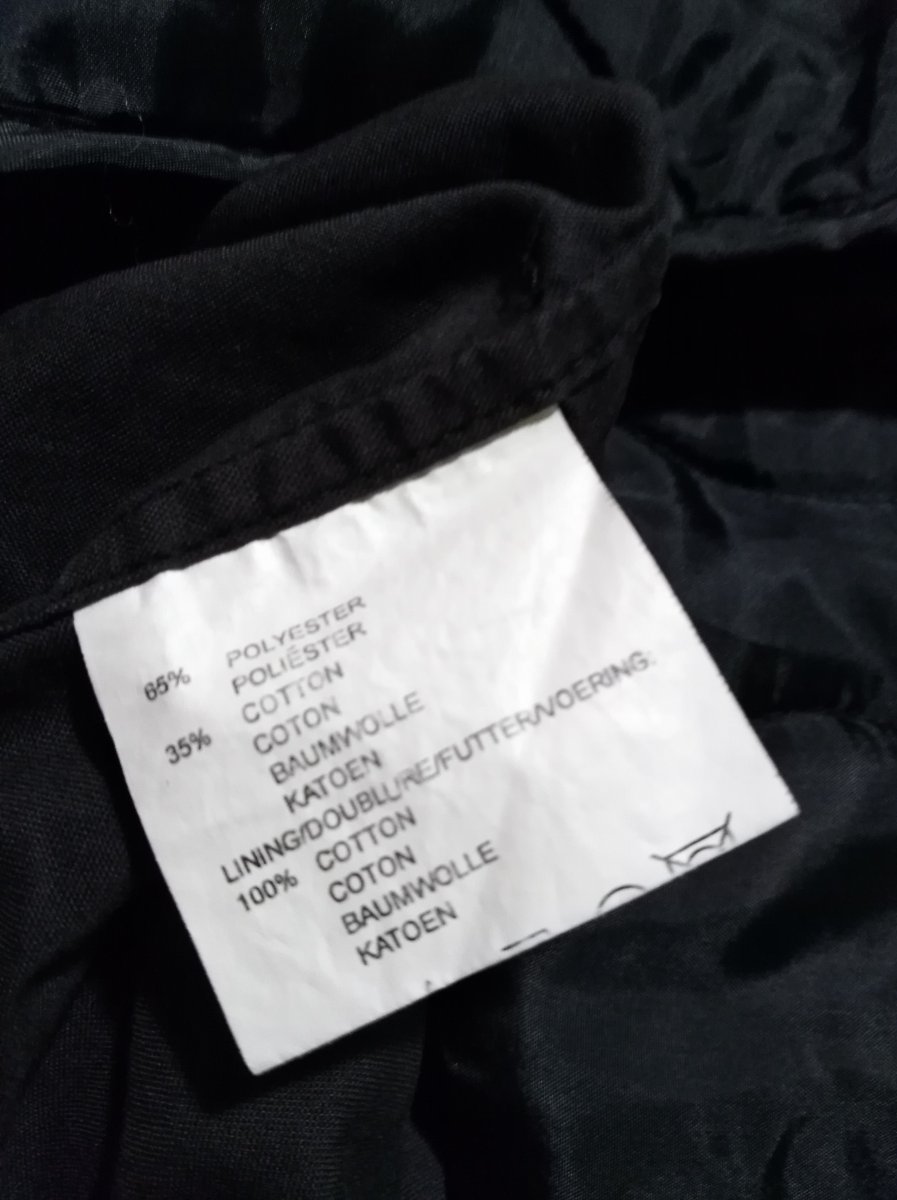 65% POLYESTER
POLIÉSTER
35% COTTON
COTON
BAUMWOLLE
KATOEN
LINING/DOUBLURE/FUTTER/VOERING:
100% COTTON
COTON
BAUMWOLLE
KATOEN